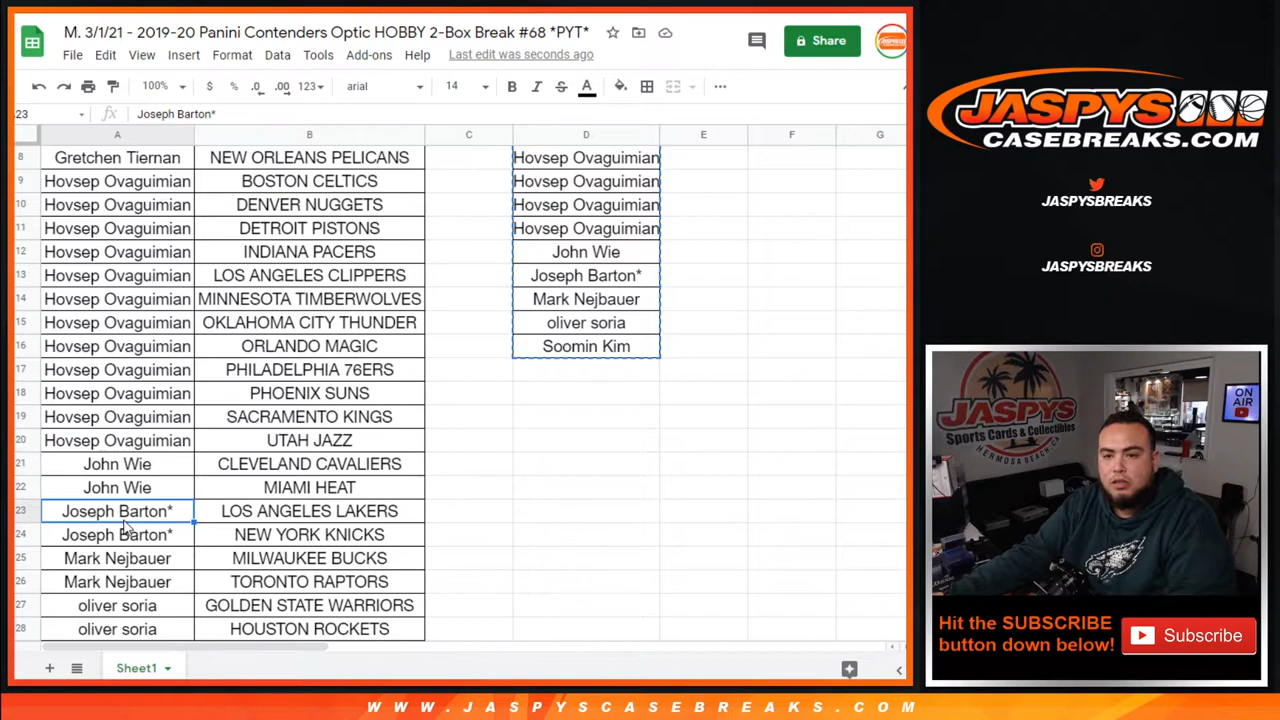 M. 3/1/21 - 2019-20 Panini Contenders Optic HOBBY 2-Box Break #68 *PYT*
File Edit View Insert Format Data Tools Add-ons Help Last edit was seconds ago
Share
100% $ % .0 .00 123 arial 14 B I S A
23 fx Joseph Barton*
A B C D E F G
8 Gretchen Tiernan NEW ORLEANS PELICANS Hovsep Ovaguimian
9 Hovsep Ovaguimian BOSTON CELTICS Hovsep Ovaguimian
10 Hovsep Ovaguimian DENVER NUGGETS Hovsep Ovaguimian
11 Hovsep Ovaguimian DETROIT PISTONS Hovsep Ovaguimian
12 Hovsep Ovaguimian INDIANA PACERS John Wie
13 Hovsep Ovaguimian LOS ANGELES CLIPPERS Joseph Barton*
14 Hovsep Ovaguimian MINNESOTA TIMBERWOLVES Mark Nejbauer
15 Hovsep Ovaguimian OKLAHOMA CITY THUNDER oliver soria
16 Hovsep Ovaguimian ORLANDO MAGIC Soomin Kim
17 Hovsep Ovaguimian PHILADELPHIA 76ERS
18 Hovsep Ovaguimian PHOENIX SUNS
19 Hovsep Ovaguimian SACRAMENTO KINGS
20 Hovsep Ovaguimian UTAH JAZZ
21 John Wie CLEVELAND CAVALIERS
22 John Wie MIAMI HEAT
23 Joseph Barton* LOS ANGELES LAKERS
24 Joseph Barton* NEW YORK KNICKS
25 Mark Nejbauer MILWAUKEE BUCKS
26 Mark Nejbauer TORONTO RAPTORS
27 oliver soria GOLDEN STATE WARRIORS
28 oliver soria HOUSTON ROCKETS
Sheet1
JASPYS
CASEBREAKS.COM
JASPYSBREAKS
JASPYSBREAKS
JASPYS
Sports Cards & Collectibles
HERMOSA BEACH, CA
ON AIR
Hit the SUBSCRIBE
button down below!
Subscribe
WWW.JASPYSCASEBREAKS.COM